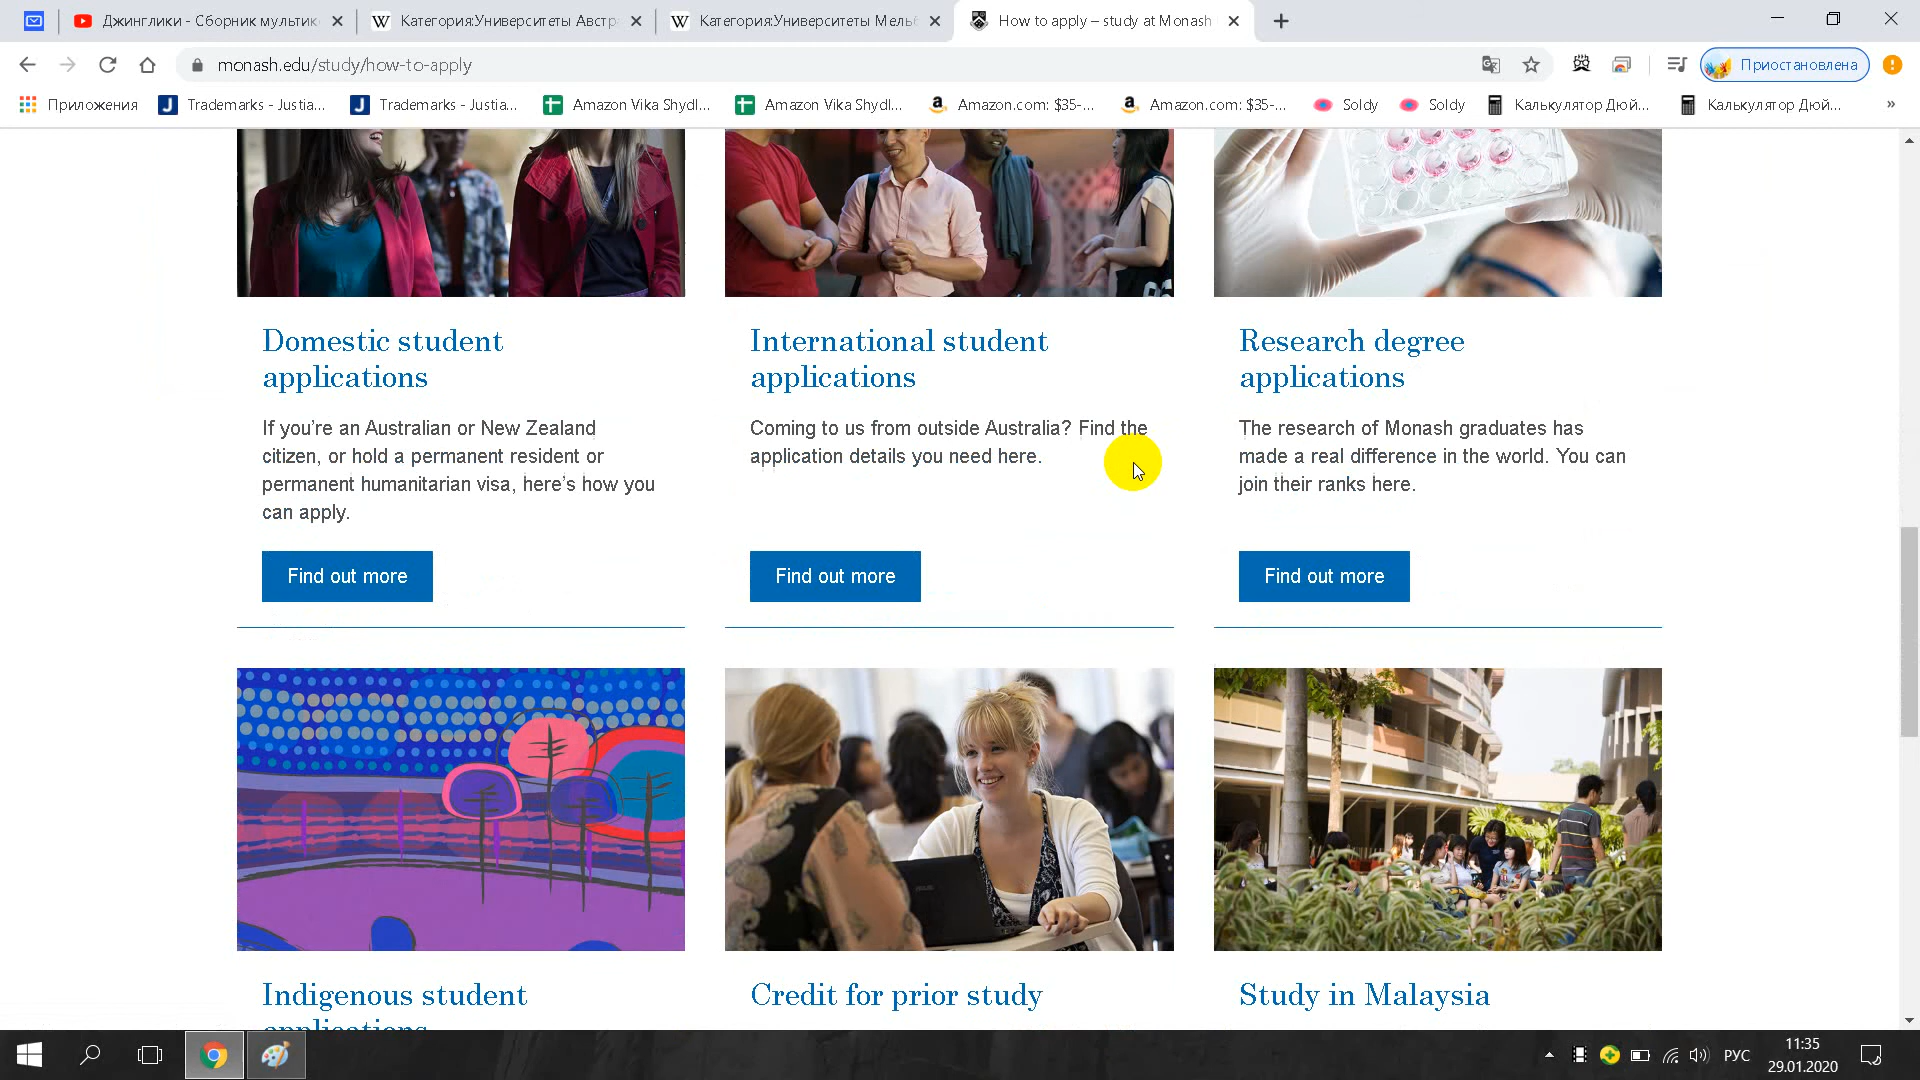 Джинглики - Сборник мультик
Категория:Университеты Австр
Категория:Университеты Мельб
How to apply – study at Monash
monash.edu/study/how-to-apply
Приостановлена
Приложения
Trademarks - Justia...
Trademarks - Justia...
Amazon Vika Shydl...
Amazon Vika Shydl...
Amazon.com: $35-...
Amazon.com: $35-...
Soldy
Soldy
Калькулятор Дюй...
Калькулятор Дюй...
»
Domestic student
applications
If you’re an Australian or New Zealand
citizen, or hold a permanent resident or
permanent humanitarian visa, here’s how you
can apply.
Find out more
International student
applications
Coming to us from outside Australia? Find the
application details you need here.
Find out more
Research degree
applications
The research of Monash graduates has
made a real difference in the world. You can
join their ranks here.
Find out more
Indigenous student
applications
Credit for prior study
Study in Malaysia
РУС
11:35
29.01.2020